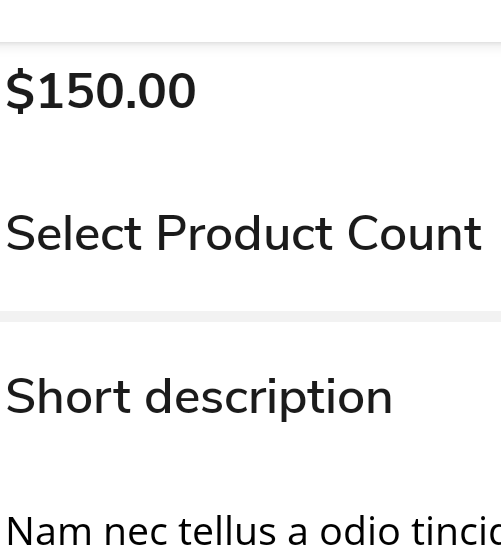 $150.00
Select Product Count
Short description
Nam nec tellus a odio